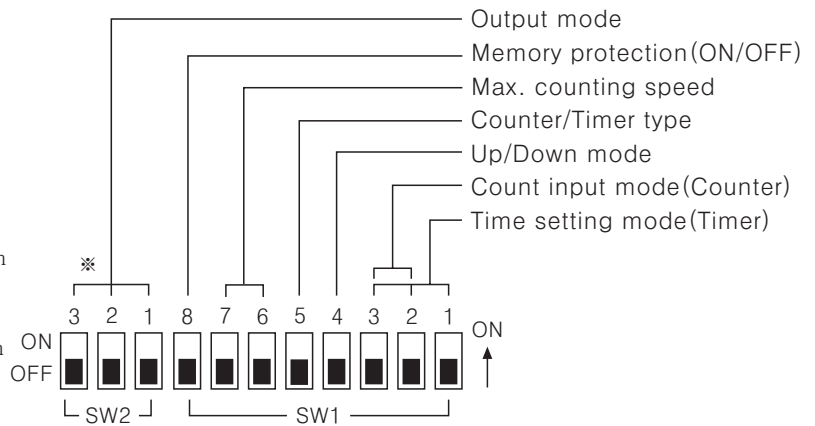 Output mode
Memory protection(ON/OFF)
Max. counting speed
Counter/Timer type
Up/Down mode
Count input mode(Counter)
Time setting mode(Timer)
※
3 2 1 8 7 6 5 4 3 2 1
ON
ON
OFF
SW2 SW1